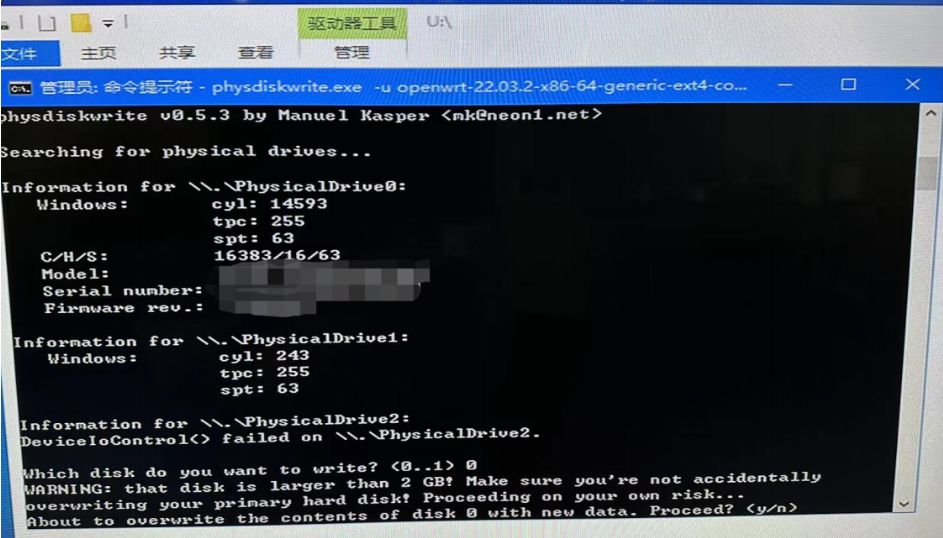 驱动器工具 U:\
文件 主页 共享 查看 管理
管理员: 命令提示符 - physdiskwrite.exe -u openwrt-22.03.2-x86-64-generic-ext4-co...
physdiskwrite v0.5.3 by Manuel Kasper <mk@neon1.net>
Searching for physical drives...
Information for \\.\PhysicalDrive0:
Windows: cyl: 14593
tpc: 255
spt: 63
C/H/S: 16383/16/63
Model:
Serial number:
Firmware rev.:
Information for \\.\PhysicalDrive1:
Windows: cyl: 243
tpc: 255
spt: 63
Information for \\.\PhysicalDrive2:
DeviceIoControl() failed on \\.\PhysicalDrive2.
Which disk do you want to write? (0..1) 0
WARNING: that disk is larger than 2 GB! Make sure you're not accidentally
overwriting your primary hard disk! Proceeding on your own risk...
About to overwrite the contents of disk 0 with new data. Proceed? (y/n)